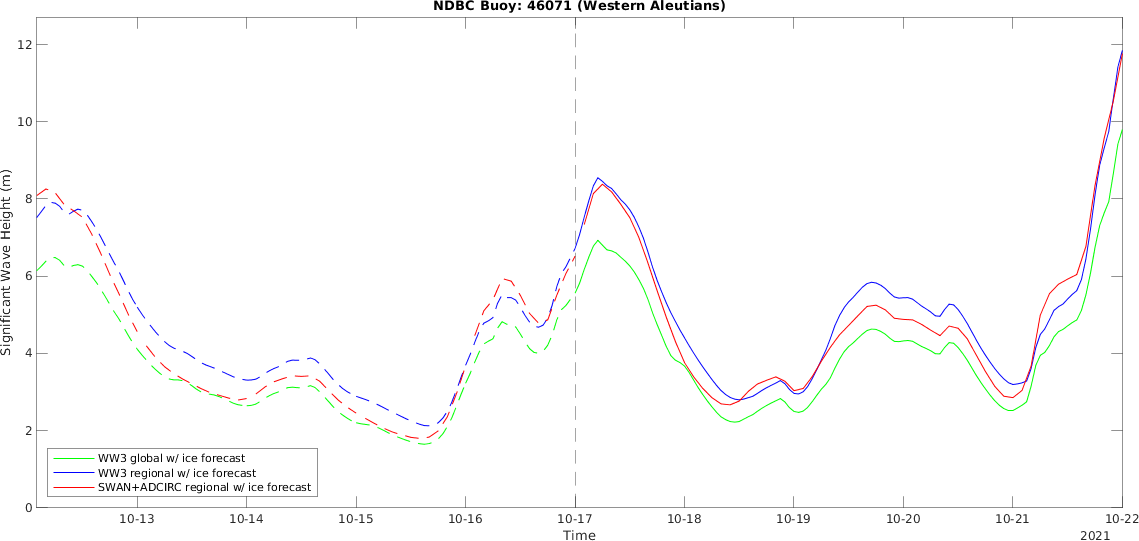 NDBC Buoy: 46071 (Western Aleutians)
12
10
8
6
4
2
0
Significant Wave Height (m)
WW3 global w/ ice forecast
WW3 regional w/ ice forecast
SWAN+ADCIRC regional w/ ice forecast
10-13 10-14 10-15 10-16 10-17 10-18 10-19 10-20 10-21 10-22
Time
2021